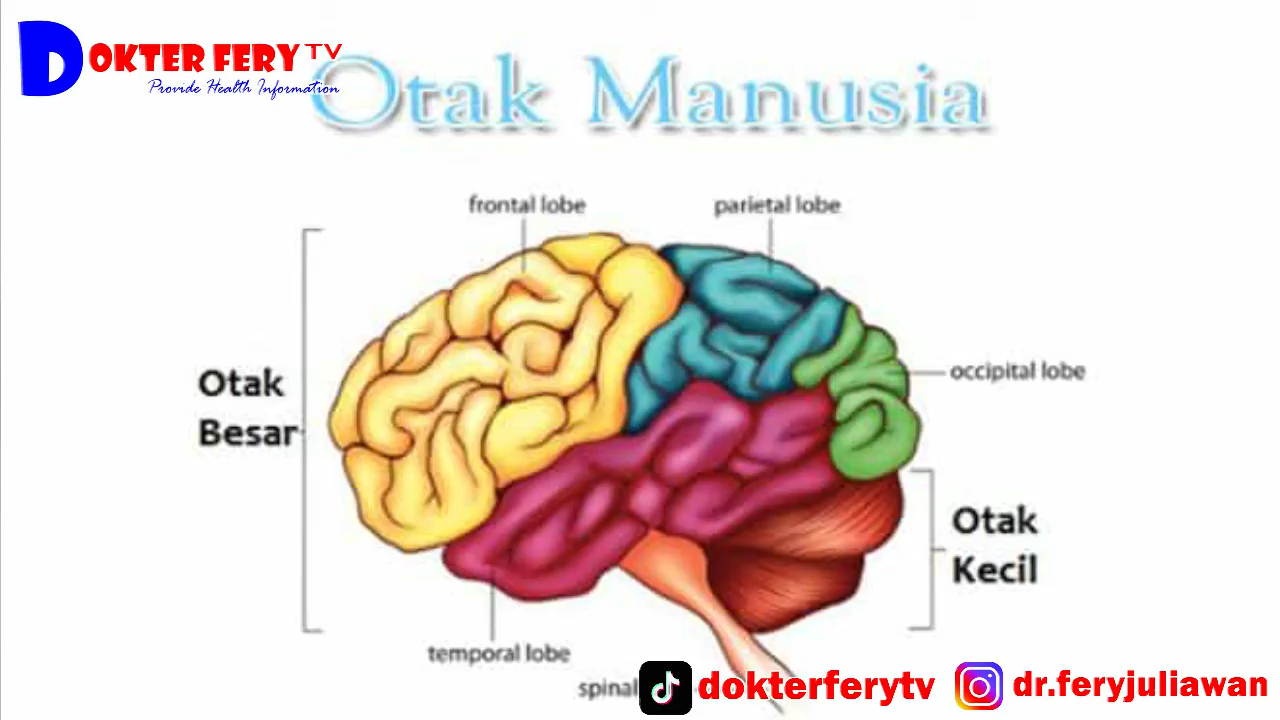 DOKTER FERY TV
Provide Health Information
Otak Manusia
frontal lobe
parietal lobe
occipital lobe
Otak
Besar
Otak
Kecil
temporal lobe
spinal
dokterferytv
dr.feryjuliawan